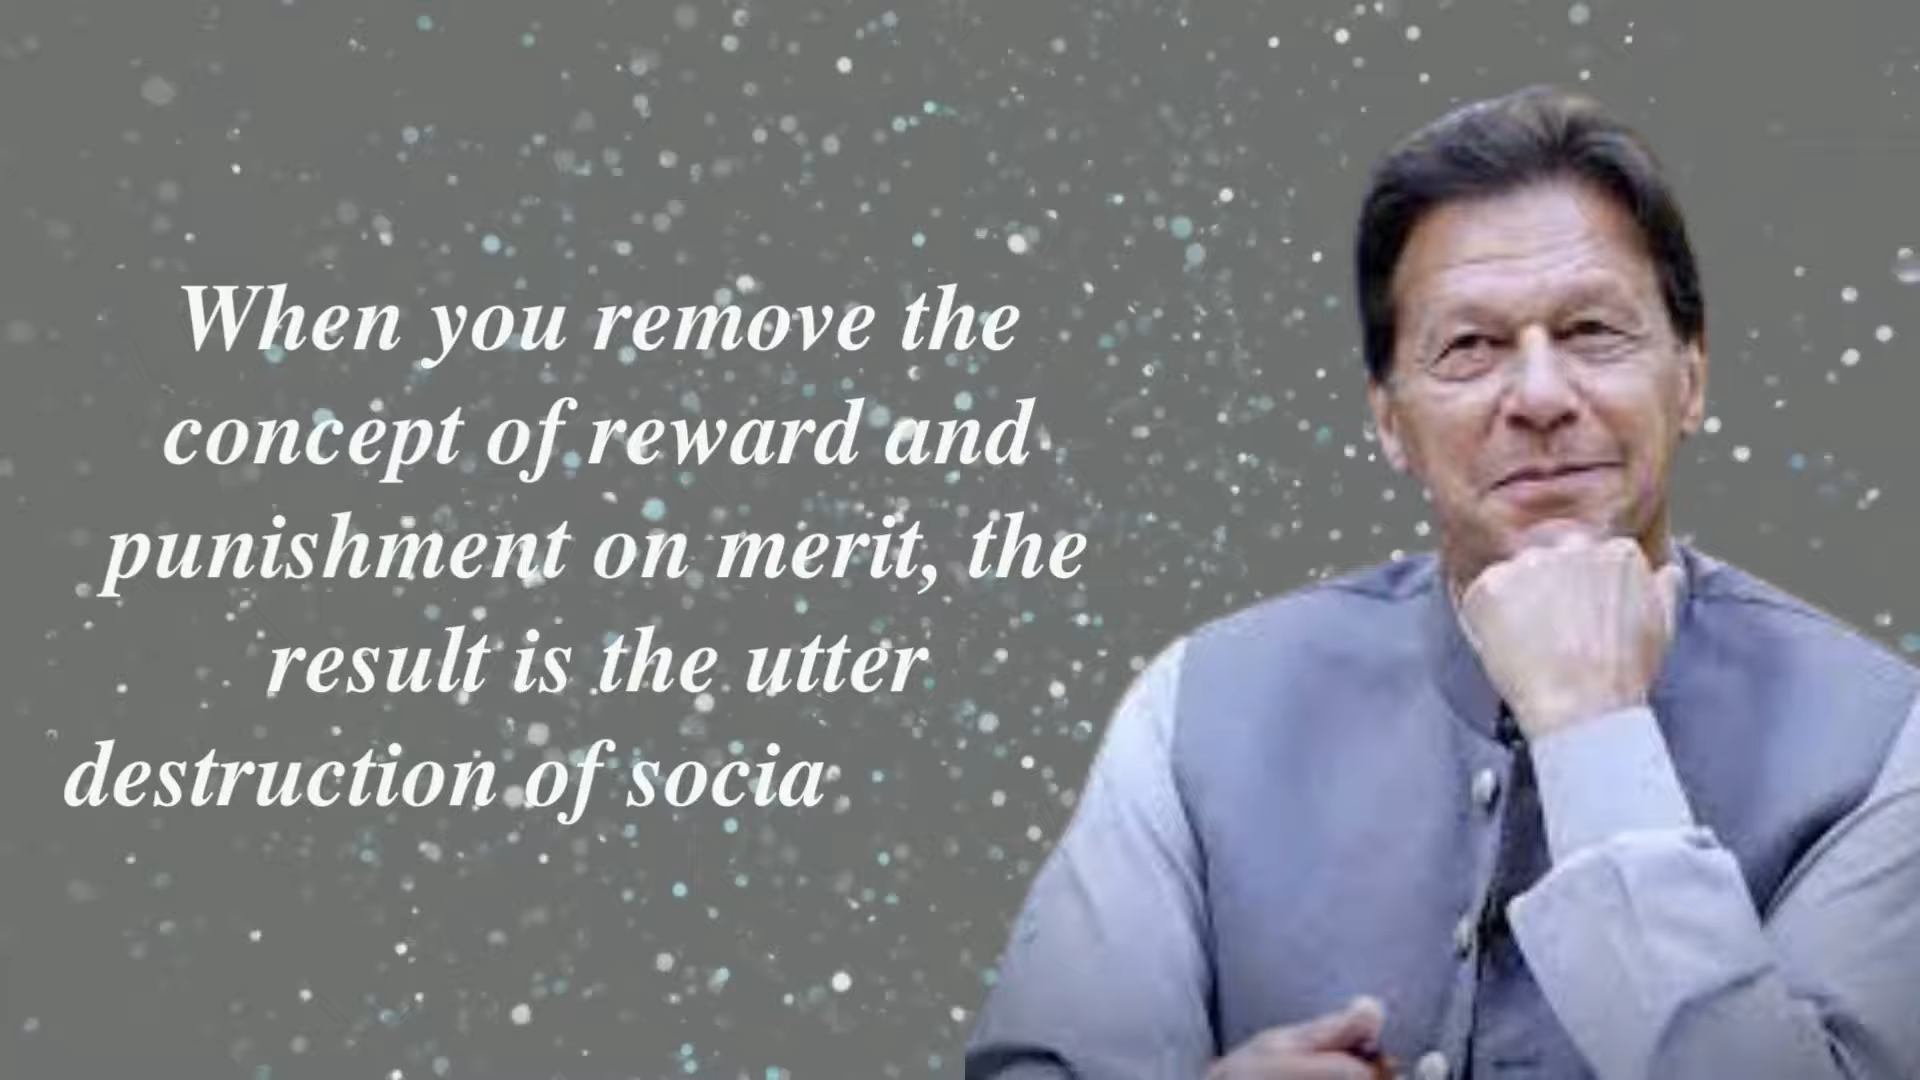 When you remove the
concept of reward and
punishment on merit, the
result is the utter
destruction of socia